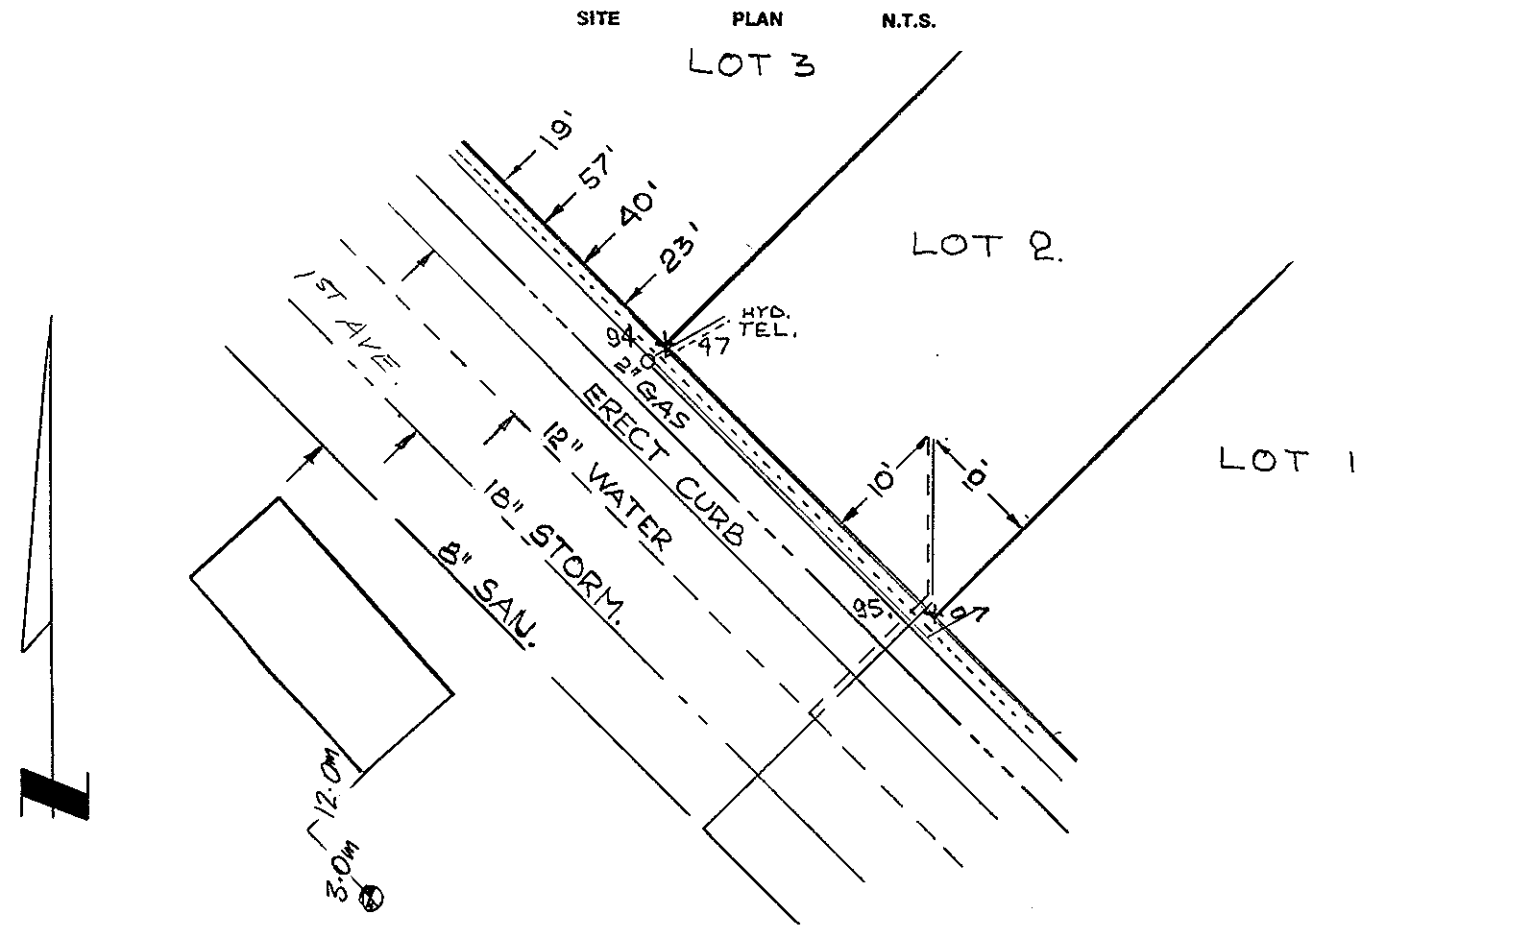 SITE PLAN N.T.S.
LOT 3
19'
57'
40'
23'
LOT 2.
HYD.
TEL.
94
47
2" GAS
1ST AVE.
ERECT CURB
12" WATER
18" STORM.
8" SAN.
10'
10'
LOT 1
95.
97
12.0m
3.0m